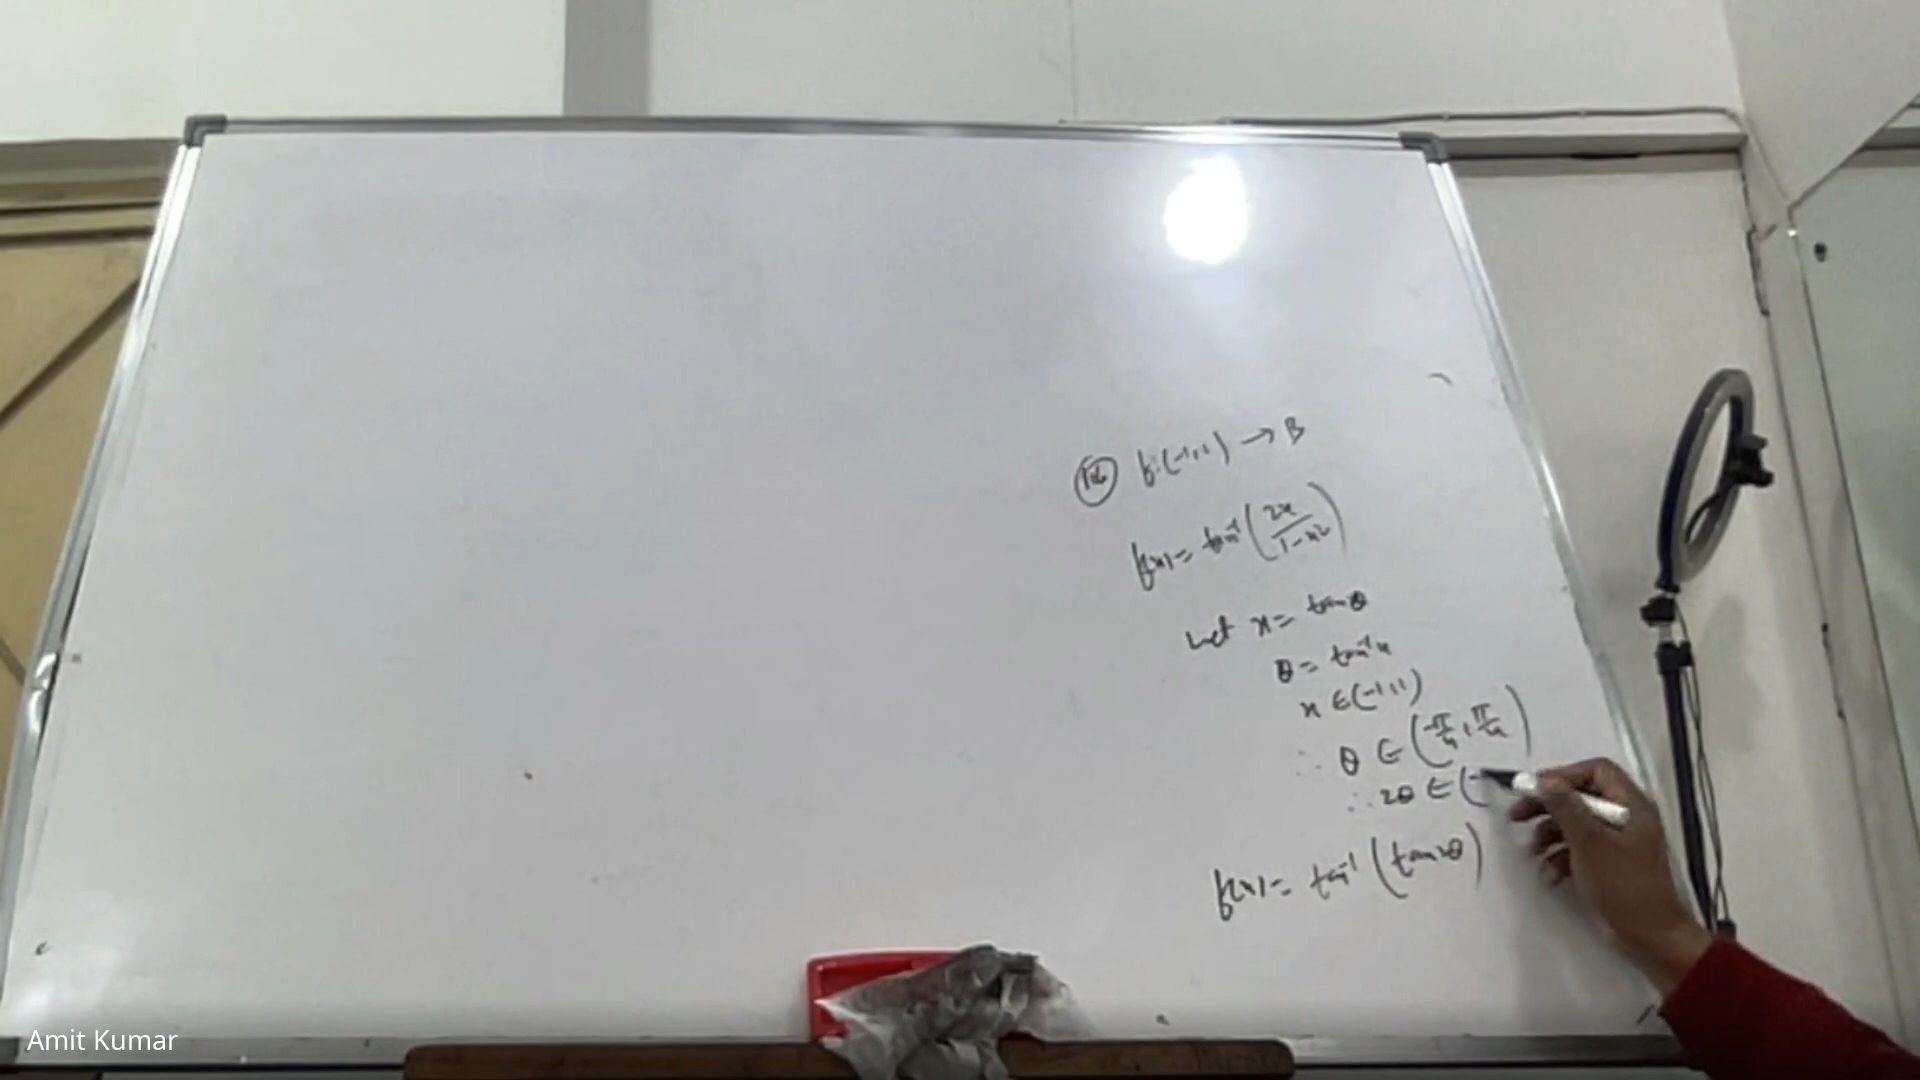 f:(-1,1) → B
f(x) = tan⁻¹(2x/1-x²)
Let x = tanθ
θ = tan⁻¹x
x ∈ (-1,1)
∴ θ ∈ (-π/4, π/4)
∴ 2θ ∈ (-
f(x) = tan⁻¹(tan2θ)
Amit Kumar